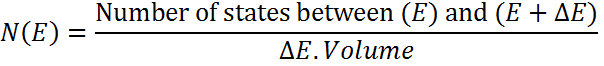 N(E) = Number of states between (E) and (E + ΔE) / ΔE.Volume